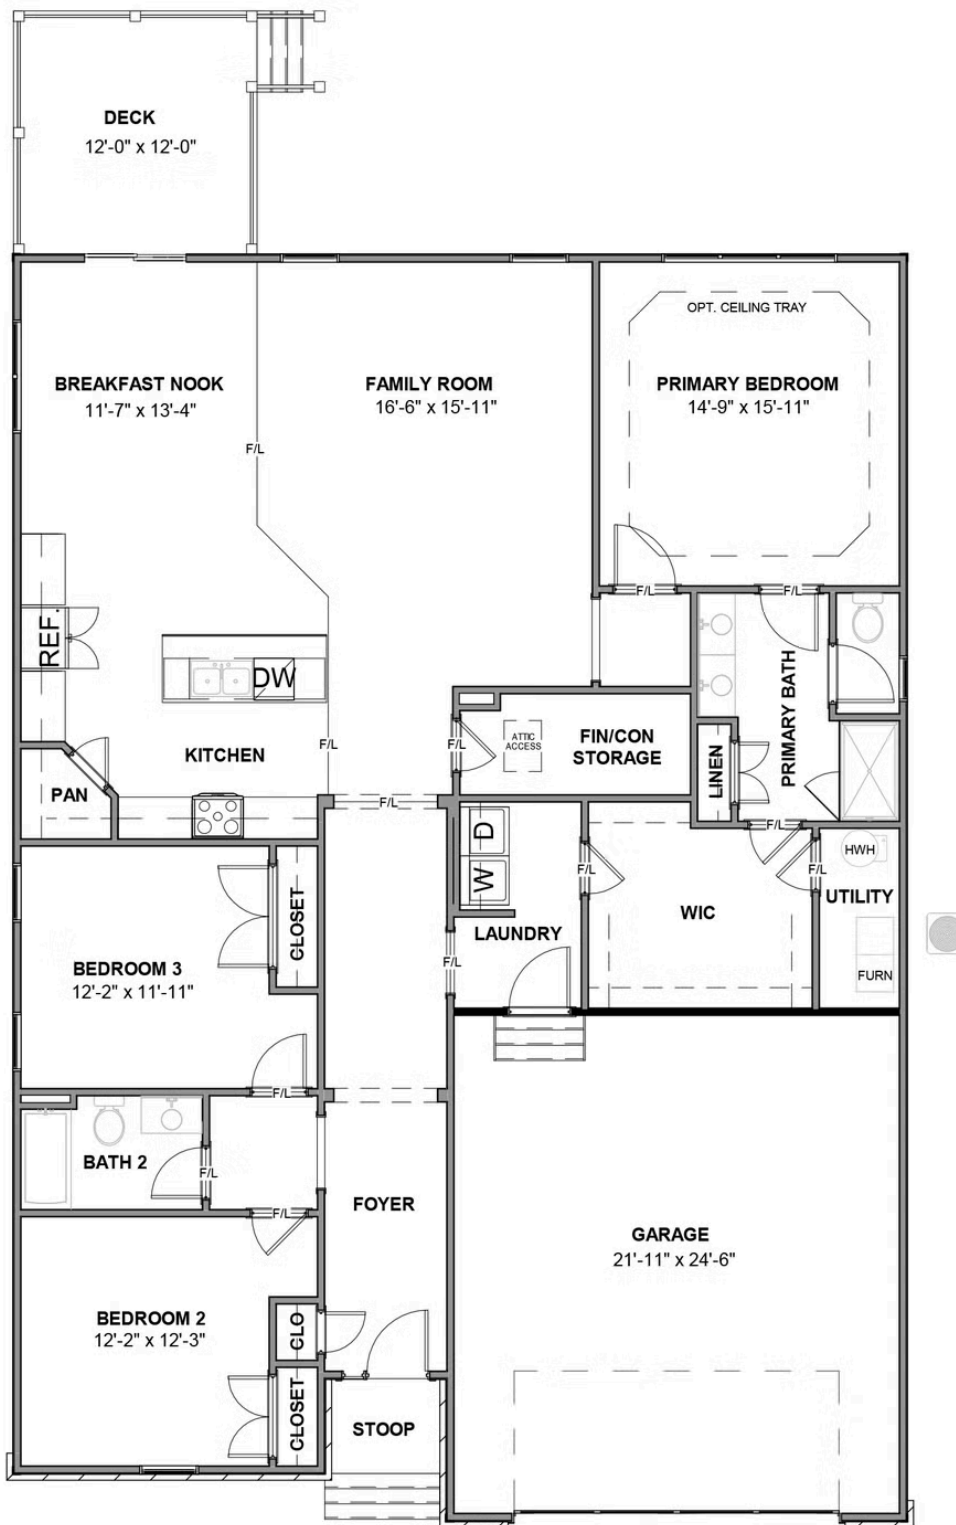 DECK
12'-0" x 12'-0"
OPT. CEILING TRAY
BREAKFAST NOOK
11'-7" x 13'-4"
FAMILY ROOM
16'-6" x 15'-11"
PRIMARY BEDROOM
14'-9" x 15'-11"
F/L
F/L
F/L
REF.
DW
PRIMARY BATH
KITCHEN
F/L
F/L
ATTIC
ACCESS
FIN/CON
STORAGE
LINEN
PAN
F/L
D
F/L
HWH
W
F/L
F/L
UTILITY
CLOSET
WIC
LAUNDRY
BEDROOM 3
12'-2" x 11'-11"
F/L
FURN
F/L
BATH 2
F/L
FOYER
F/L
GARAGE
21'-11" x 24'-6"
BEDROOM 2
12'-2" x 12'-3"
CLO
CLOSET
STOOP